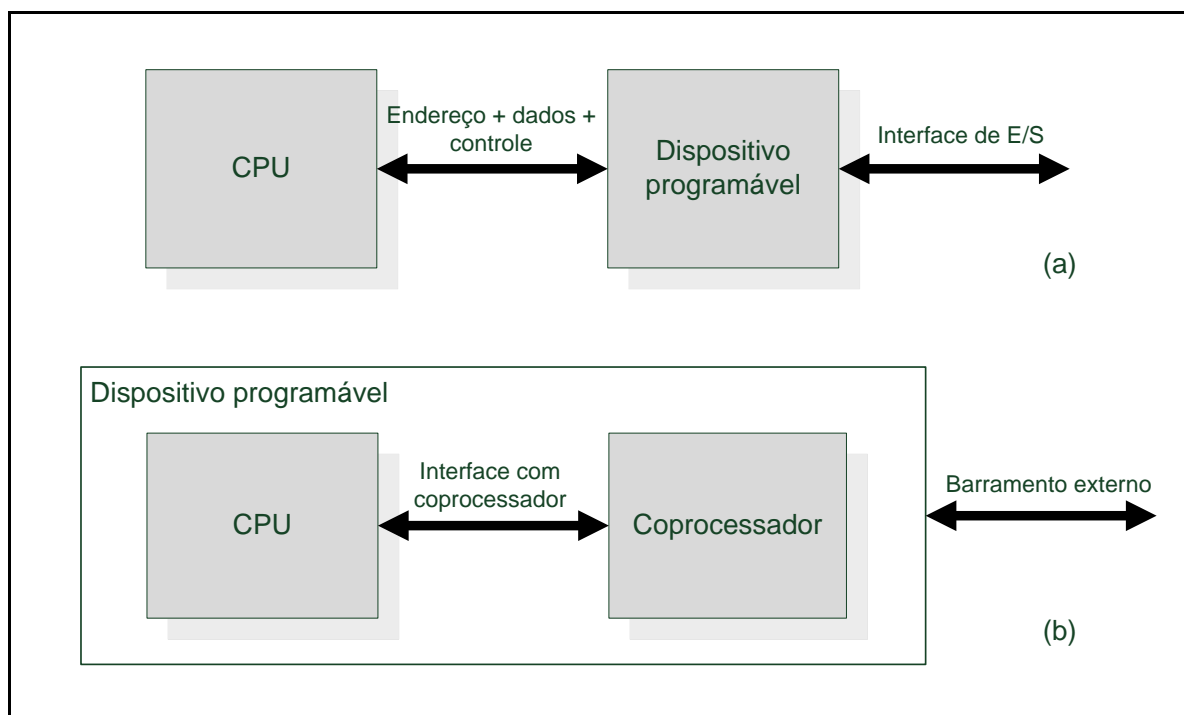 CPU
Endereço + dados +
controle
Dispositivo
programável
Interface de E/S
(a)
Dispositivo programável
CPU
Interface com
coprocessador
Coprocessador
Barramento externo
(b)